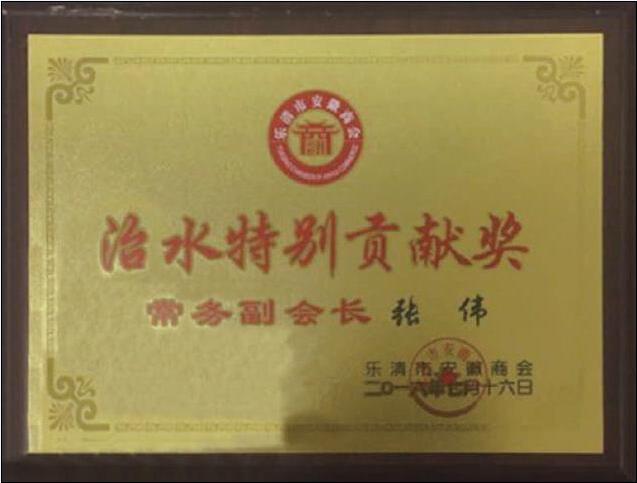 乐清市安徽商会
治水特别贡献奖
常务副会长 张 伟
乐清市安徽商会
二〇一六年七月十六日